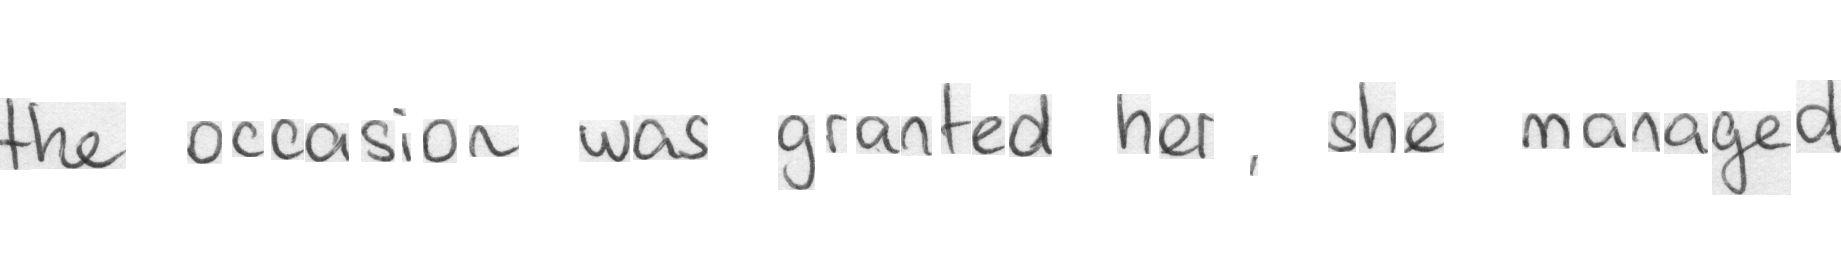 the occasion was granted her, she managed